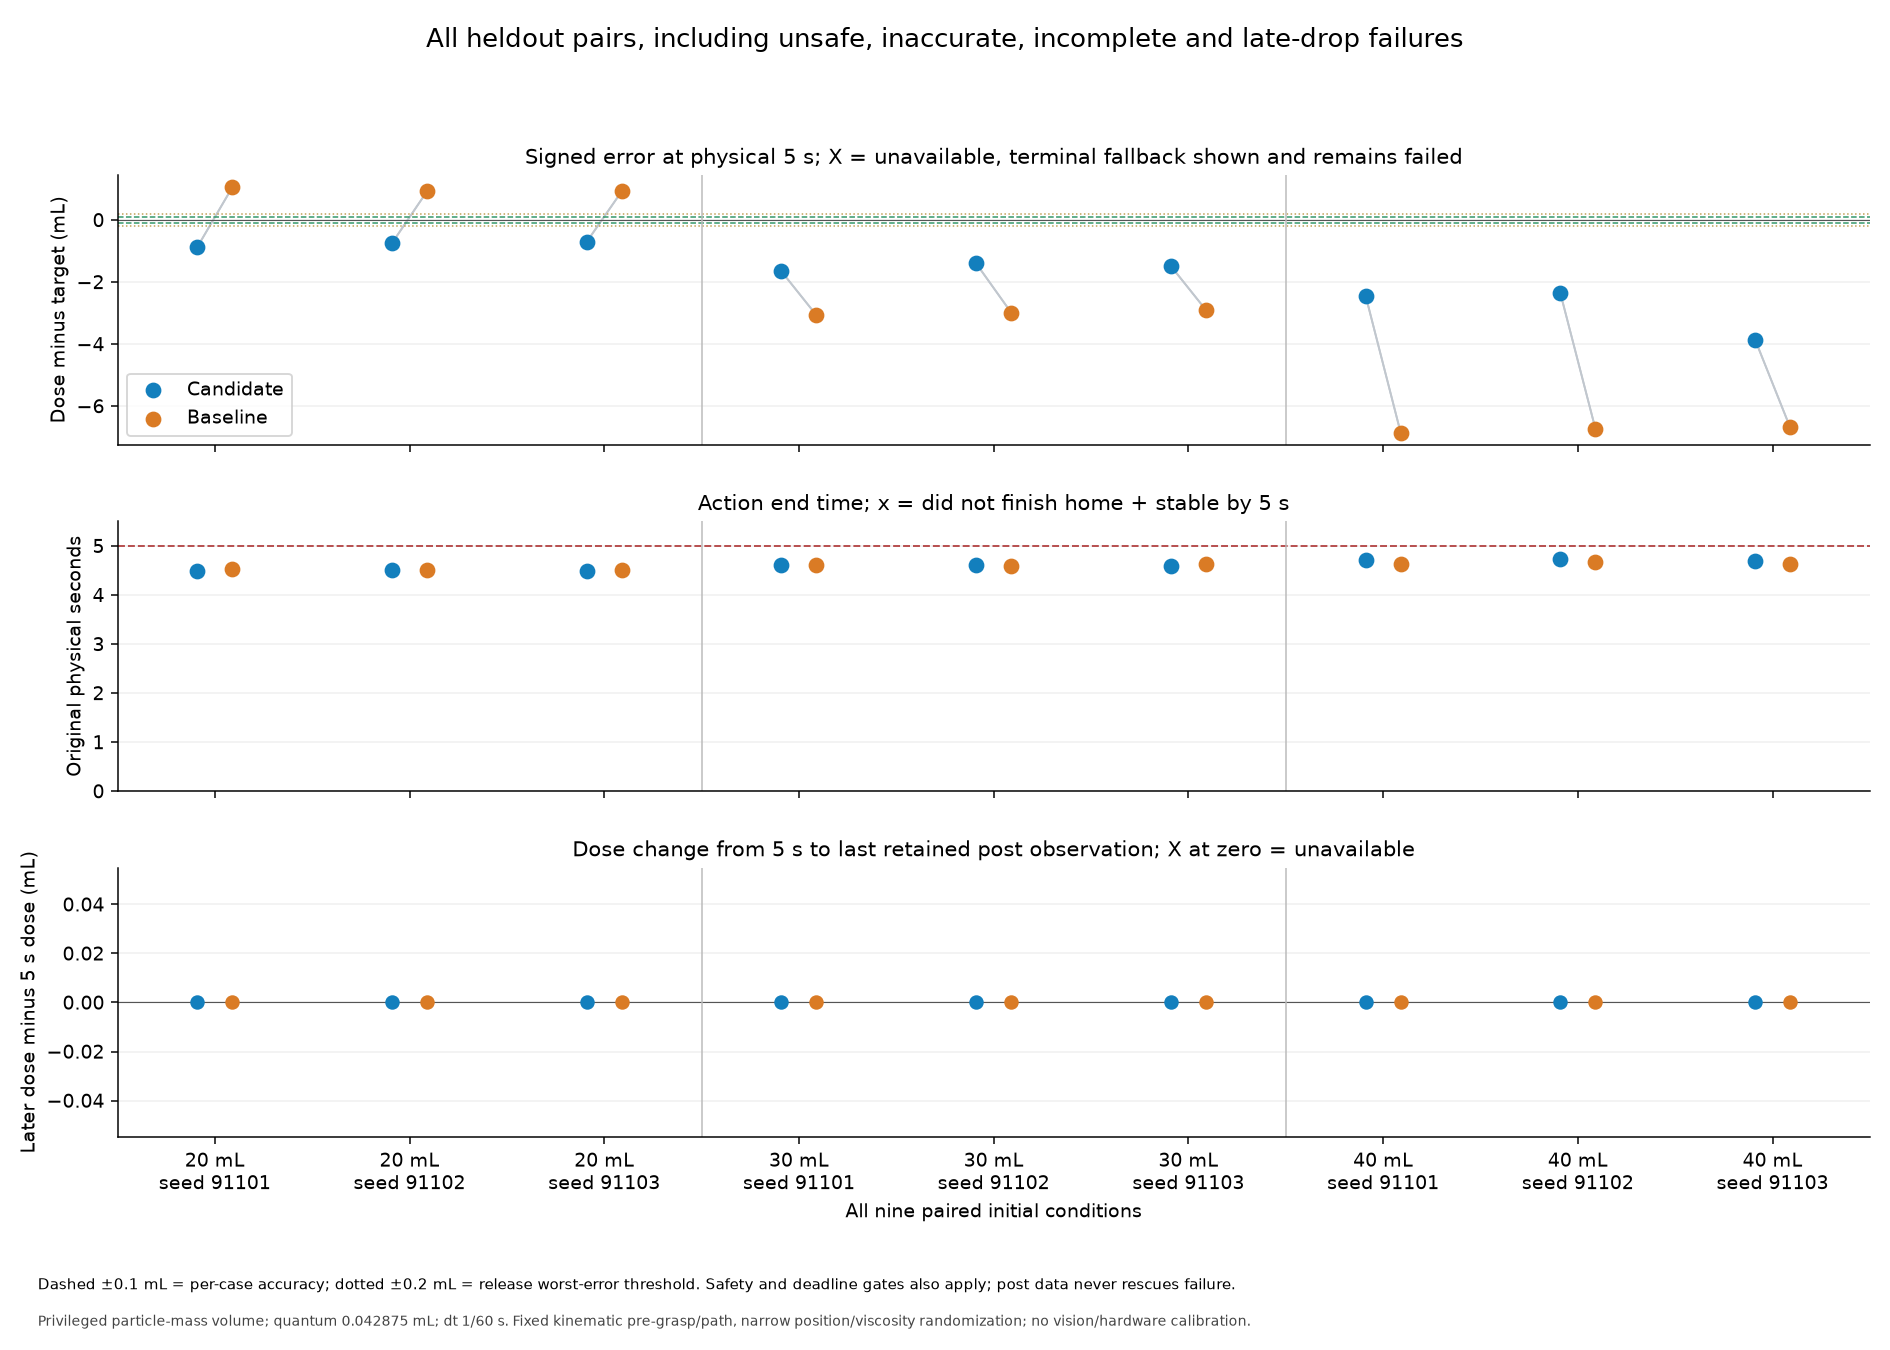 All heldout pairs, including unsafe, inaccurate, incomplete and late-drop failures
Signed error at physical 5 s; X = unavailable, terminal fallback shown and remains failed
Dose minus target (mL)
0
−2
−4
−6
Candidate
Baseline
Action end time; x = did not finish home + stable by 5 s
Original physical seconds
5
4
3
2
1
0
Dose change from 5 s to last retained post observation; X at zero = unavailable
Later dose minus 5 s dose (mL)
0.04
0.02
0.00
−0.02
−0.04
20 mL
seed 91101
20 mL
seed 91102
20 mL
seed 91103
30 mL
seed 91101
30 mL
seed 91102
30 mL
seed 91103
40 mL
seed 91101
40 mL
seed 91102
40 mL
seed 91103
All nine paired initial conditions
Dashed ±0.1 mL = per-case accuracy; dotted ±0.2 mL = release worst-error threshold. Safety and deadline gates also apply; post data never rescues failure.
Privileged particle-mass volume; quantum 0.042875 mL; dt 1/60 s. Fixed kinematic pre-grasp/path, narrow position/viscosity randomization; no vision/hardware calibration.